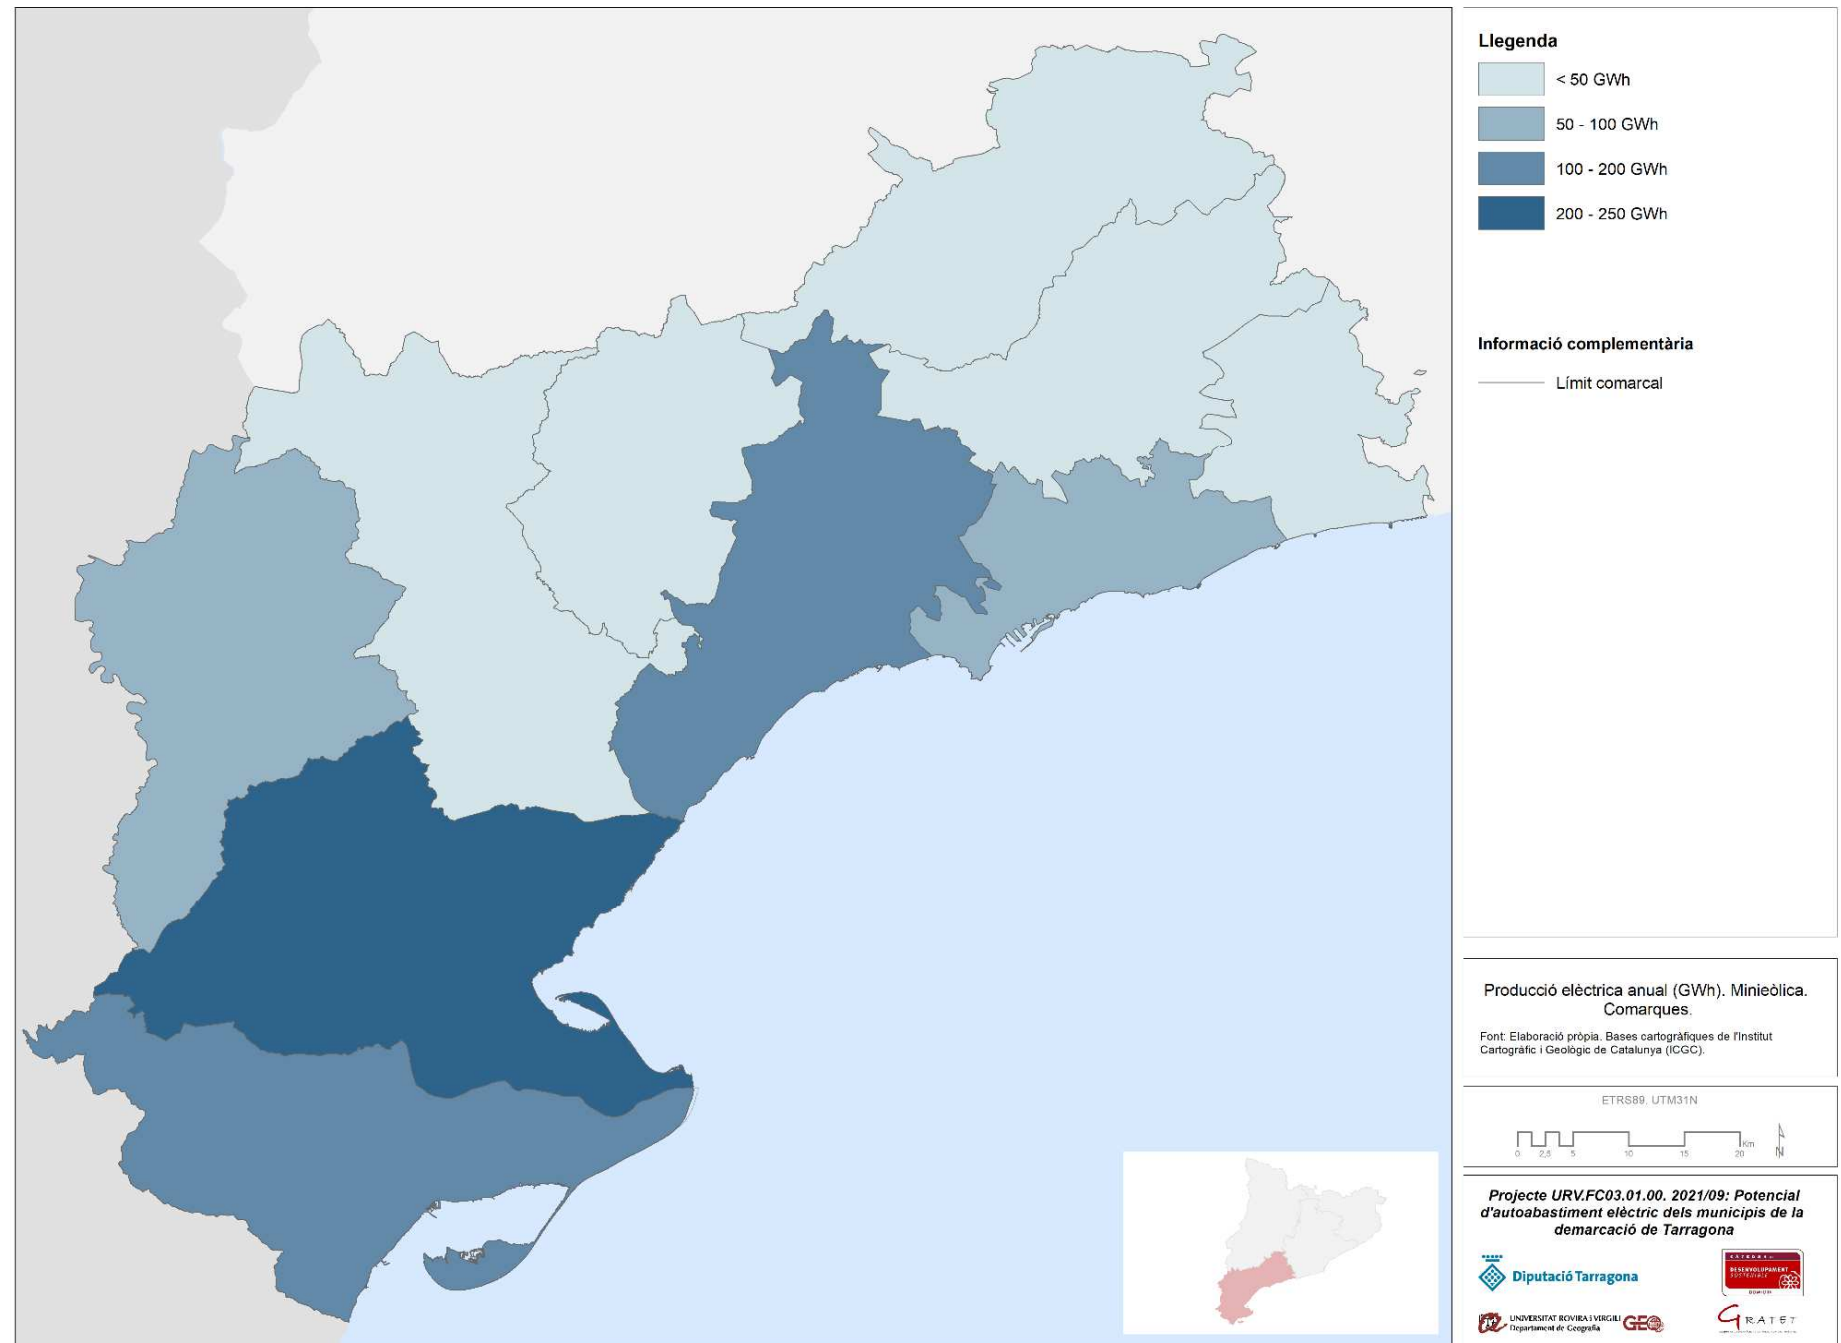 Llegenda
< 50 GWh
50 - 100 GWh
100 - 200 GWh
200 - 250 GWh
Informació complementària
Límit comarcal
Producció elèctrica anual (GWh). Minieòlica.
Comarques.
Font: Elaboració pròpia. Bases cartogràfiques de l'Institut
Cartogràfic i Geològic de Catalunya (ICGC).
ETRS89. UTM31N
Km
0 2,5 5 10 15 20
N
Projecte URV.FC03.01.00. 2021/09: Potencial
d'autoabastiment elèctric dels municipis de la
demarcació de Tarragona
Diputació Tarragona
CÀTEDRA
DESENVOLUPAMENT
SOSTENIBLE
UNIVERSITAT ROVIRA I VIRGILI
Departament de Geografia
GEO
GRATET